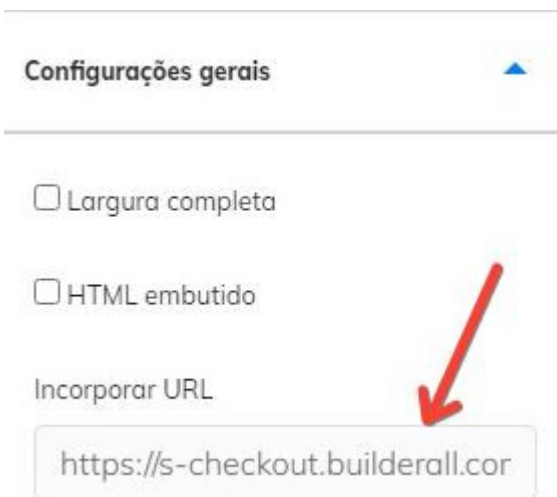 Configurações gerais
Largura completa
HTML embutido
Incorporar URL
https://s-checkout.builderall.cor